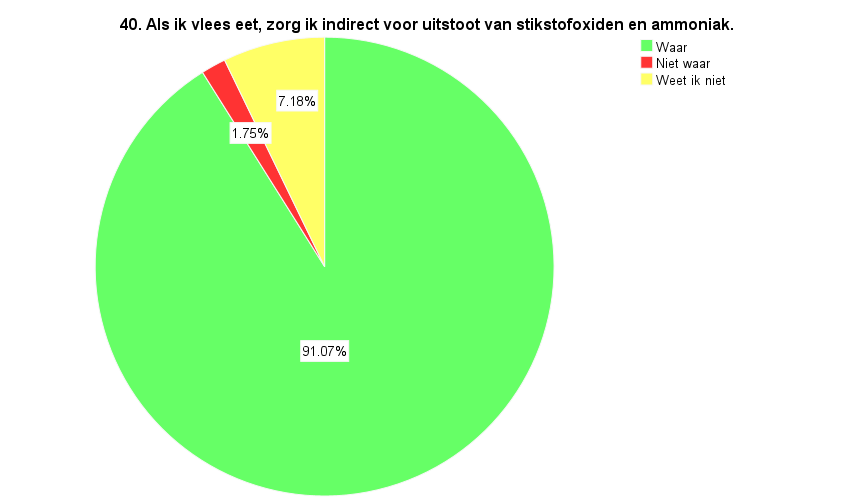 40. Als ik vlees eet, zorg ik indirect voor uitstoot van stikstofoxiden en ammoniak.
Waar
Niet waar
Weet ik niet
7.18%
1.75%
91.07%